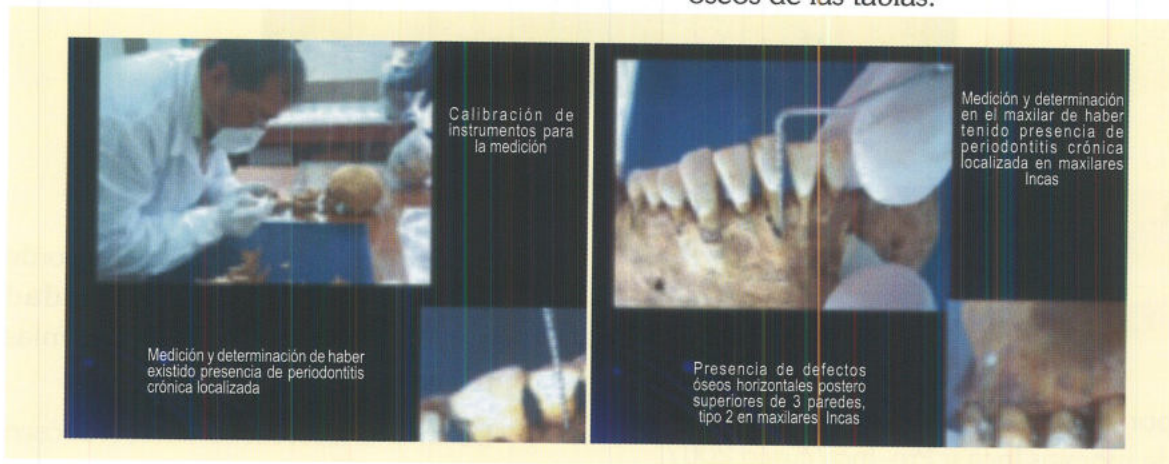 óseos de las tablas.
Calibración de
instrumentos para
la medición
Medición y determinación de haber
existido presencia de periodontitis
crónica localizada
Medición y determinación
en el maxilar de haber
tenido presencia de
periodontitis crónica
localizada en maxilares
Incas
Presencia de defectos
óseos horizontales postero
superiores de 3 paredes,
tipo 2 en maxilares Incas